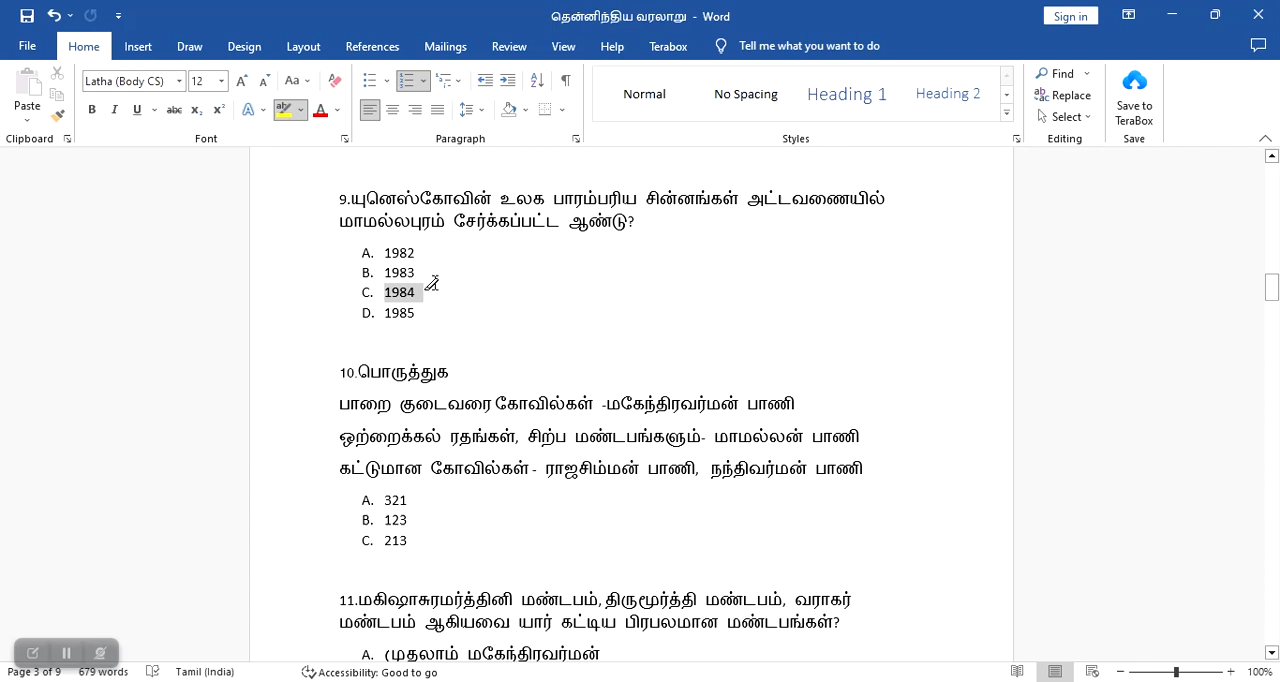 தென்னிந்திய வரலாறு - Word
Sign in
File Home Insert Draw Design Layout References Mailings Review View Help Terabox Tell me what you want to do
Paste
Latha (Body CS) 12 Aa
B I U abc x₂ x² A ab A
Normal No Spacing Heading 1 Heading 2
Find
Replace
Select
Save to
TeraBox
Clipboard Font Paragraph Styles Editing Save
9.யுனெஸ்கோவின் உலக பாரம்பரிய சின்னங்கள் அட்டவணையில்
மாமல்லபுரம் சேர்க்கப்பட்ட ஆண்டு?
A. 1982
B. 1983
C. 1984
D. 1985
10.பொருத்துக
பாறை குடைவரை கோவில்கள் -மகேந்திரவர்மன் பாணி
ஒற்றைக்கல் ரதங்கள், சிற்ப மண்டபங்களும்- மாமல்லன் பாணி
கட்டுமான கோவில்கள் - ராஜசிம்மன் பாணி, நந்திவர்மன் பாணி
A. 321
B. 123
C. 213
11.மகிஷாசுரமர்த்தினி மண்டபம்,திருமூர்த்தி மண்டபம், வராகர்
மண்டபம் ஆகியவை யார் கட்டிய பிரபலமான மண்டபங்கள்?
A. முதலாம் மகேந்திரவர்மன்
Page 3 of 9 679 words Tamil (India) Accessibility: Good to go 100%